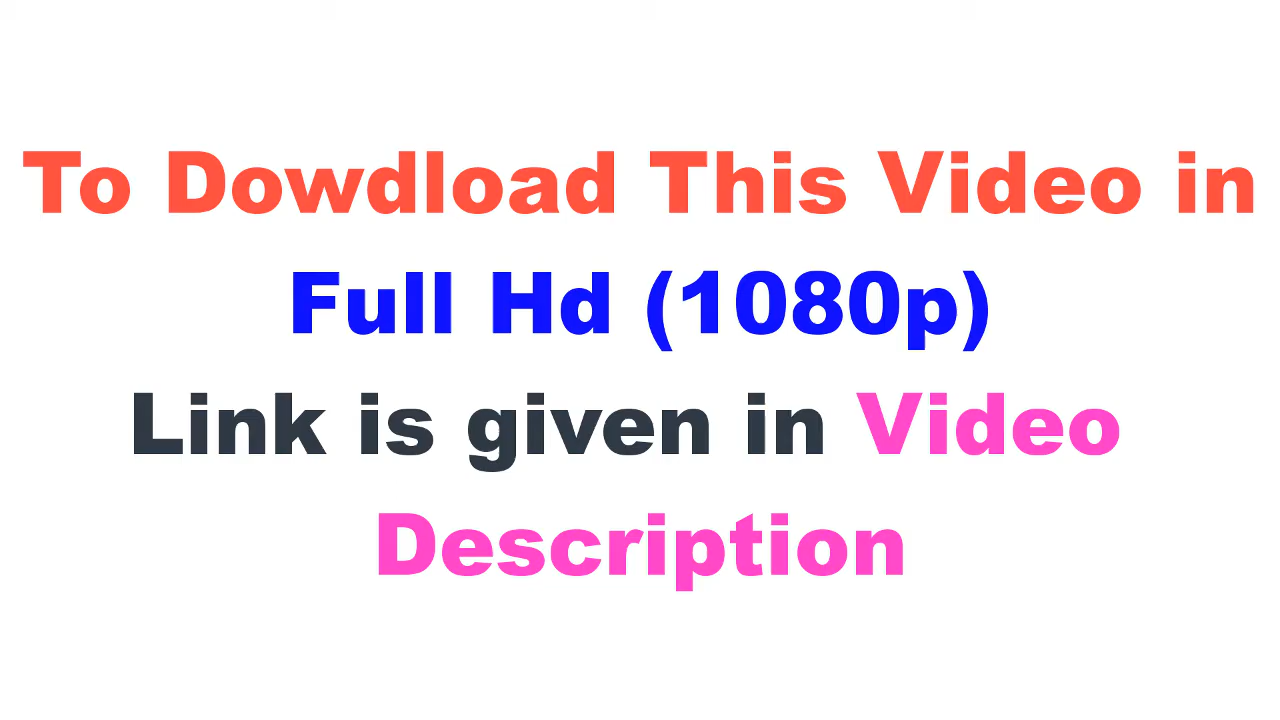 To Dowdload This Video in
Full Hd (1080p)
Link is given in Video
Description